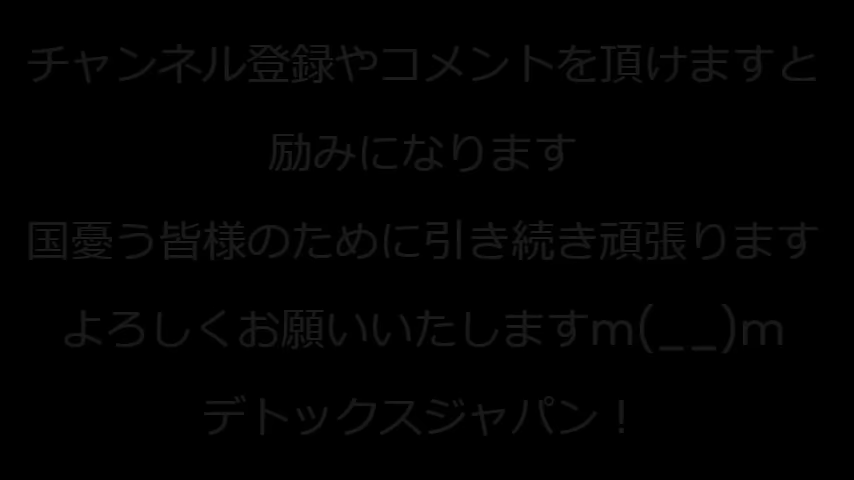 チャンネル登録やコメントを頂けますと
励みになります
国憂う皆様のために引き続き頑張ります
よろしくお願いいたしますm(__)m
デトックスジャパン！